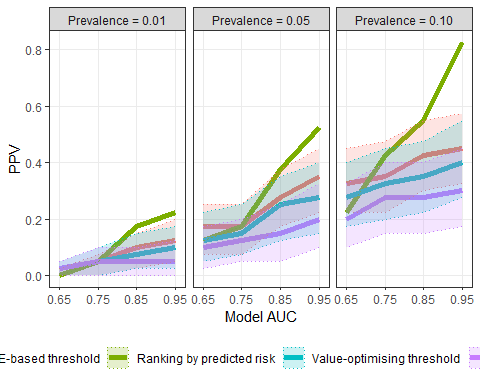 Prevalence = 0.01 Prevalence = 0.05 Prevalence = 0.10
0.8
0.6
0.4
0.2
0.0
PPV
0.65 0.75 0.85 0.95 0.65 0.75 0.85 0.95 0.65 0.75 0.85 0.95
Model AUC
E-based threshold Ranking by predicted risk Value-optimising threshold